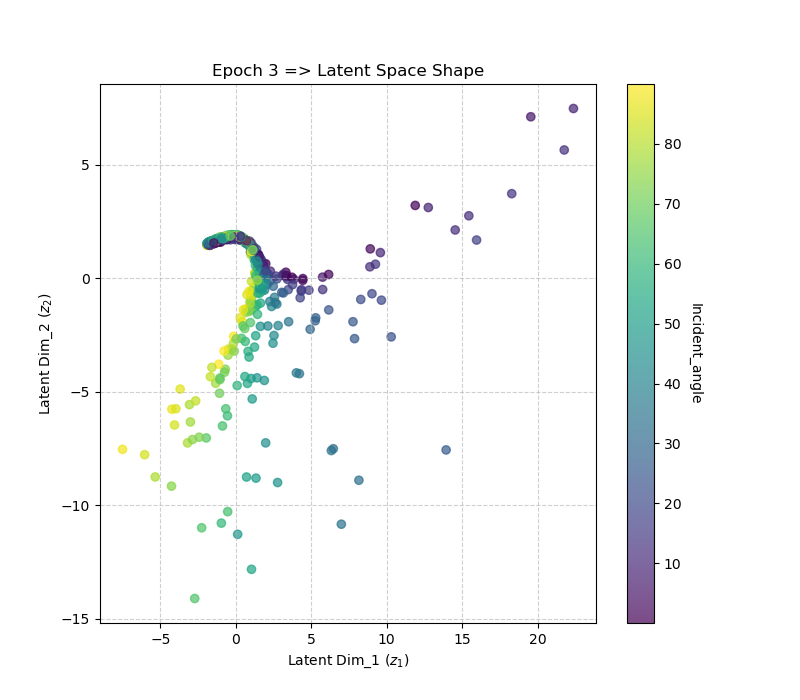 Epoch 3 => Latent Space Shape
5
0
−5
−10
−15
Latent Dim_2 (z₂)
−5 0 5 10 15 20
Latent Dim_1 (z₁)
80
70
60
50
40
30
20
10
Incident_angle